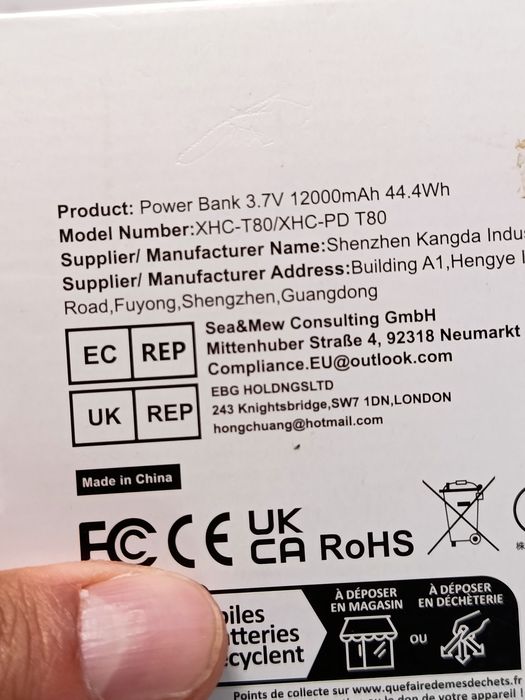 Product: Power Bank 3.7V 12000mAh 44.4Wh
Model Number:XHC-T80/XHC-PD T80
Supplier/ Manufacturer Name:Shenzhen Kangda Indus
Supplier/ Manufacturer Address:Building A1,Hengye
Road,Fuyong,Shengzhen,Guangdong
EC REP
Sea&Mew Consulting GmbH
Mittenhuber Straße 4, 92318 Neumarkt
Compliance.EU@outlook.com
UK REP
EBG HOLDNGSLTD
243 Knightsbridge,SW7 1DN,LONDON
hongchuang@hotmail.com
Made in China
FC CE UK
CA RoHS
À DÉPOSER
EN MAGASIN
OU
À DÉPOSER
EN DÉCHÈTERIE
piles
tteries
cyclent
Points de collecte sur www.quefairedemesdechets.fr